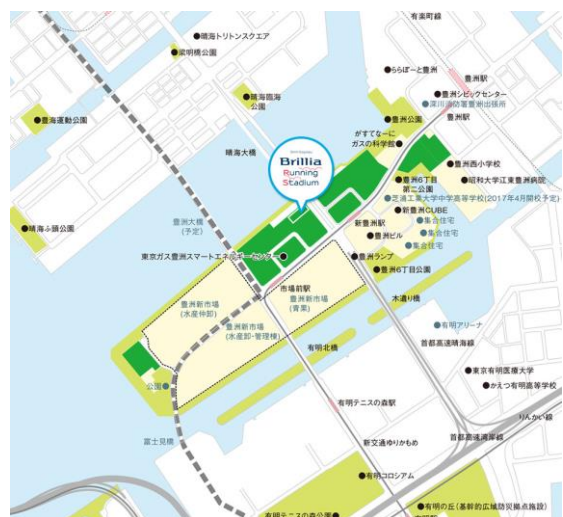 有楽町線
晴海トリトンスクエア
豊洲駅
ららぽーと豊洲
豊洲シビックセンター
深川消防署豊洲出張所
豊洲駅
豊海運動公園
晴海臨海
公園
豊洲公園
がすてなーに
ガスの科学館
晴海大橋
Brillia
Running
Stadium
豊洲西小学校
昭和大学江東豊洲病院
豊洲6丁目
第二公園
芝浦工業大学中学高等学校(2017年4月開校予定)
新豊洲CUBE
集合住宅
豊洲大橋
(予定)
新豊洲駅
集合住宅
豊洲ビル
集合住宅
晴海ふ頭公園
東京ガス豊洲スマートエネルギーセンター
豊洲ランプ
豊洲6丁目公園
市場前駅
豊洲新市場
(水産仲卸)
豊洲新市場
(青果)
木遣り橋
豊洲新市場
(水産卸・管理棟)
有明アリーナ
有明北橋
首都高速晴海線
東京有明医療大学
かえつ有明高等学校
公園
有明テニスの森駅
りんかい線
富士見橋
新交通ゆりかもめ
首都高速湾岸線
有明コロシアム
有明の丘(基幹的広域防災拠点施設)
有明テニスの森公園